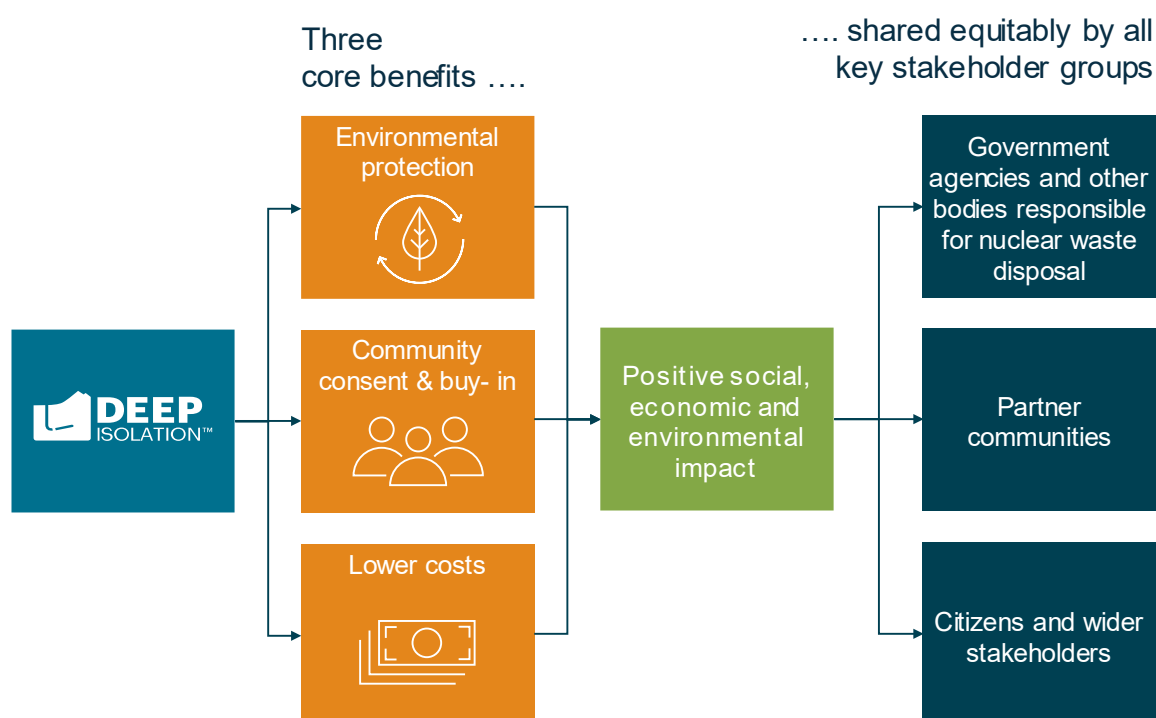 Three
core benefits ….
…. shared equitably by all
key stakeholder groups
DEEP
ISOLATION™
Environmental
protection
Community
consent & buy- in
Lower costs
Positive social,
economic and
environmental
impact
Government
agencies and other
bodies responsible
for nuclear waste
disposal
Partner
communities
Citizens and wider
stakeholders